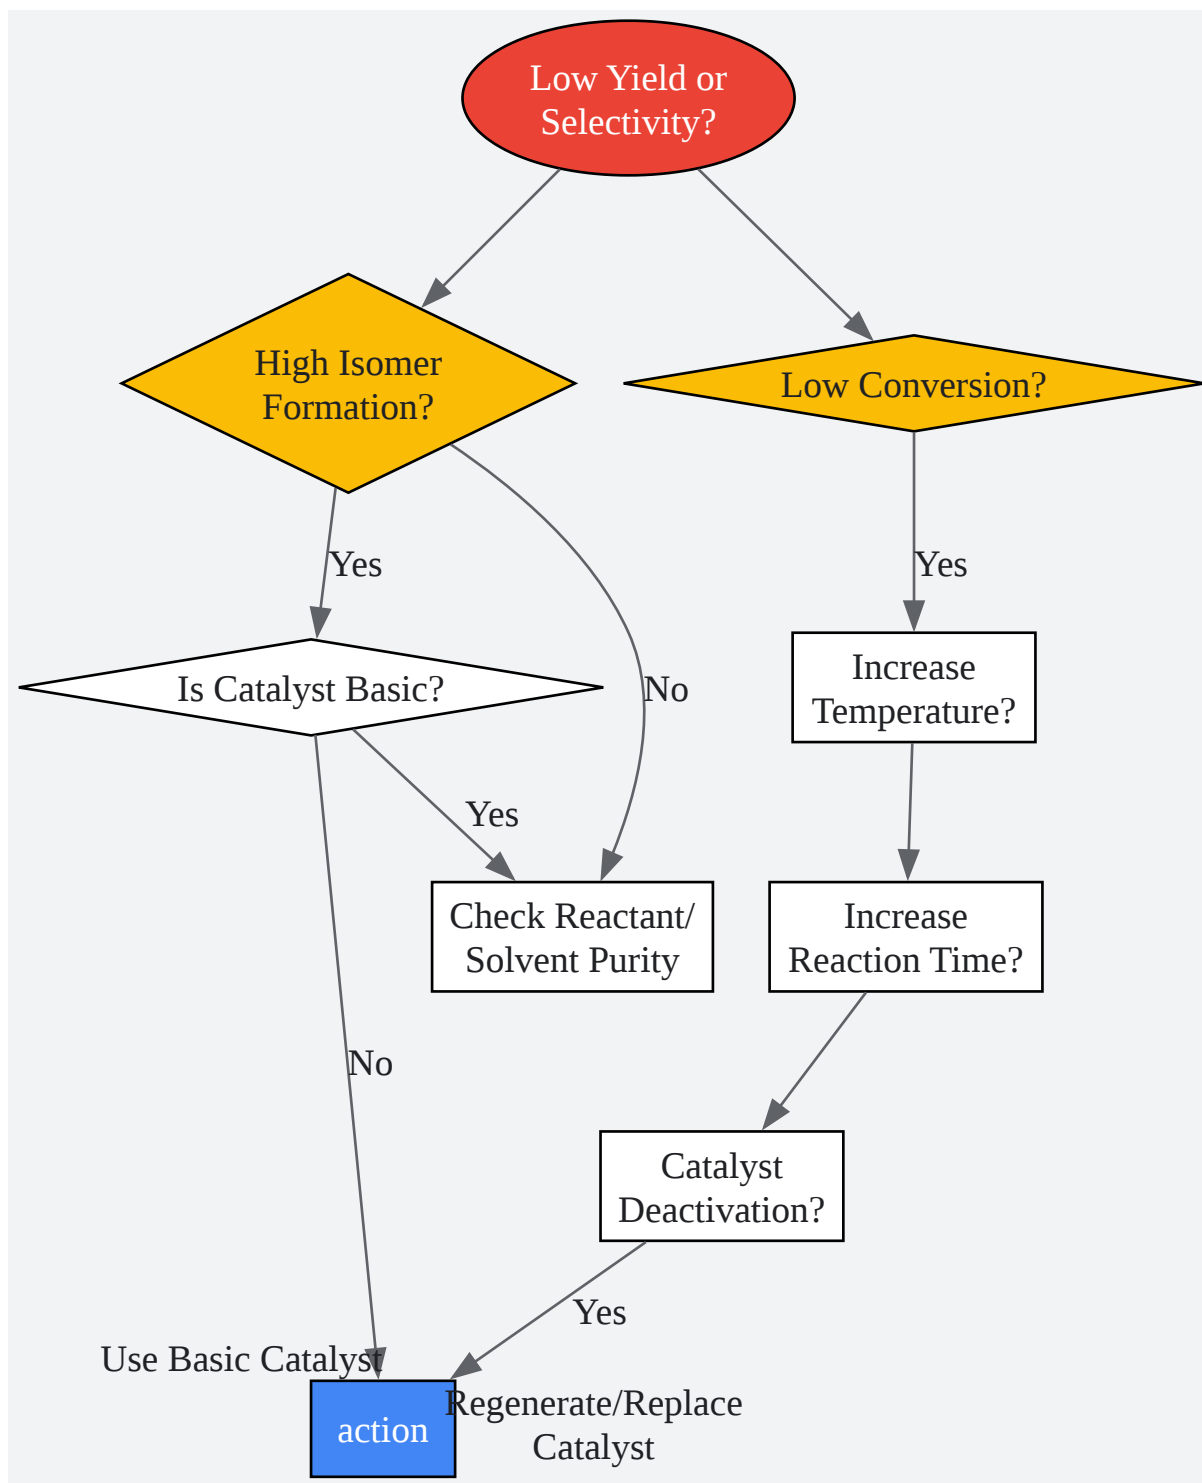 Low Yield or
Selectivity?
High Isomer
Formation?
Low Conversion?
Yes
Yes
Is Catalyst Basic?
No
Increase
Temperature?
Yes
Check Reactant/
Solvent Purity
Increase
Reaction Time?
No
Catalyst
Deactivation?
Yes
Use Basic Catalyst
action
Regenerate/Replace
Catalyst